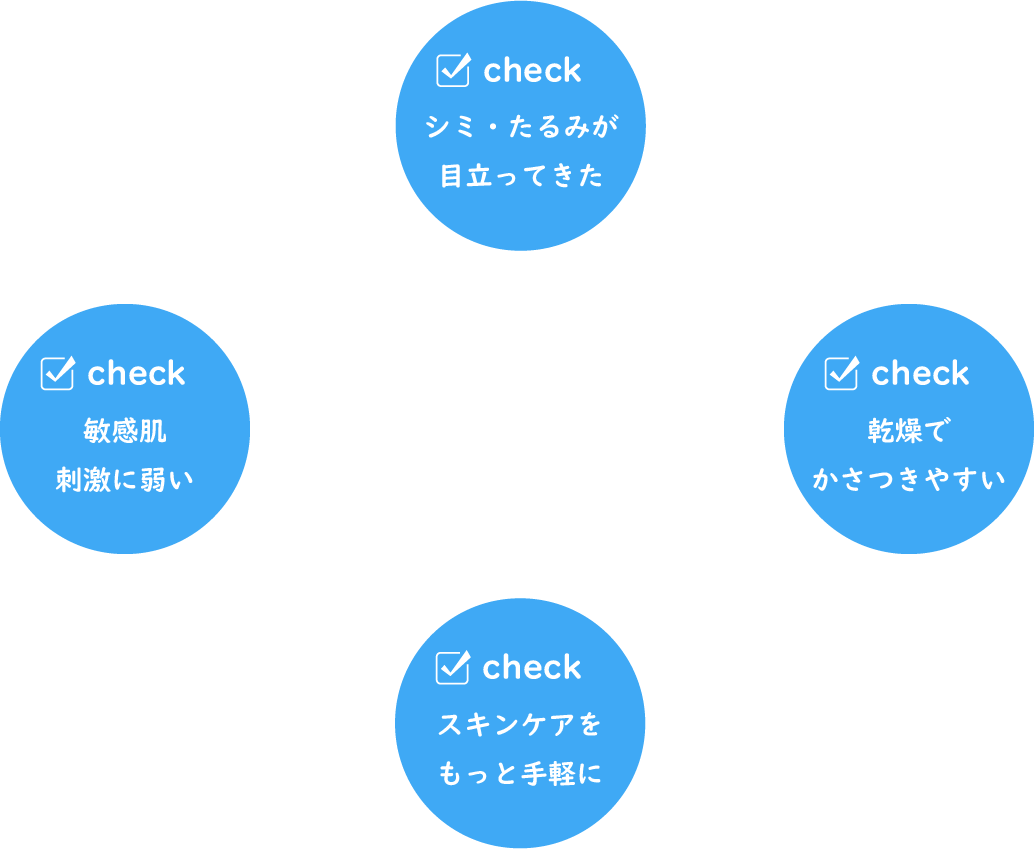 check
シミ・たるみが
目立ってきた
check
敏感肌
刺激に弱い
check
乾燥で
かさつきやすい
check
スキンケアを
もっと手軽に